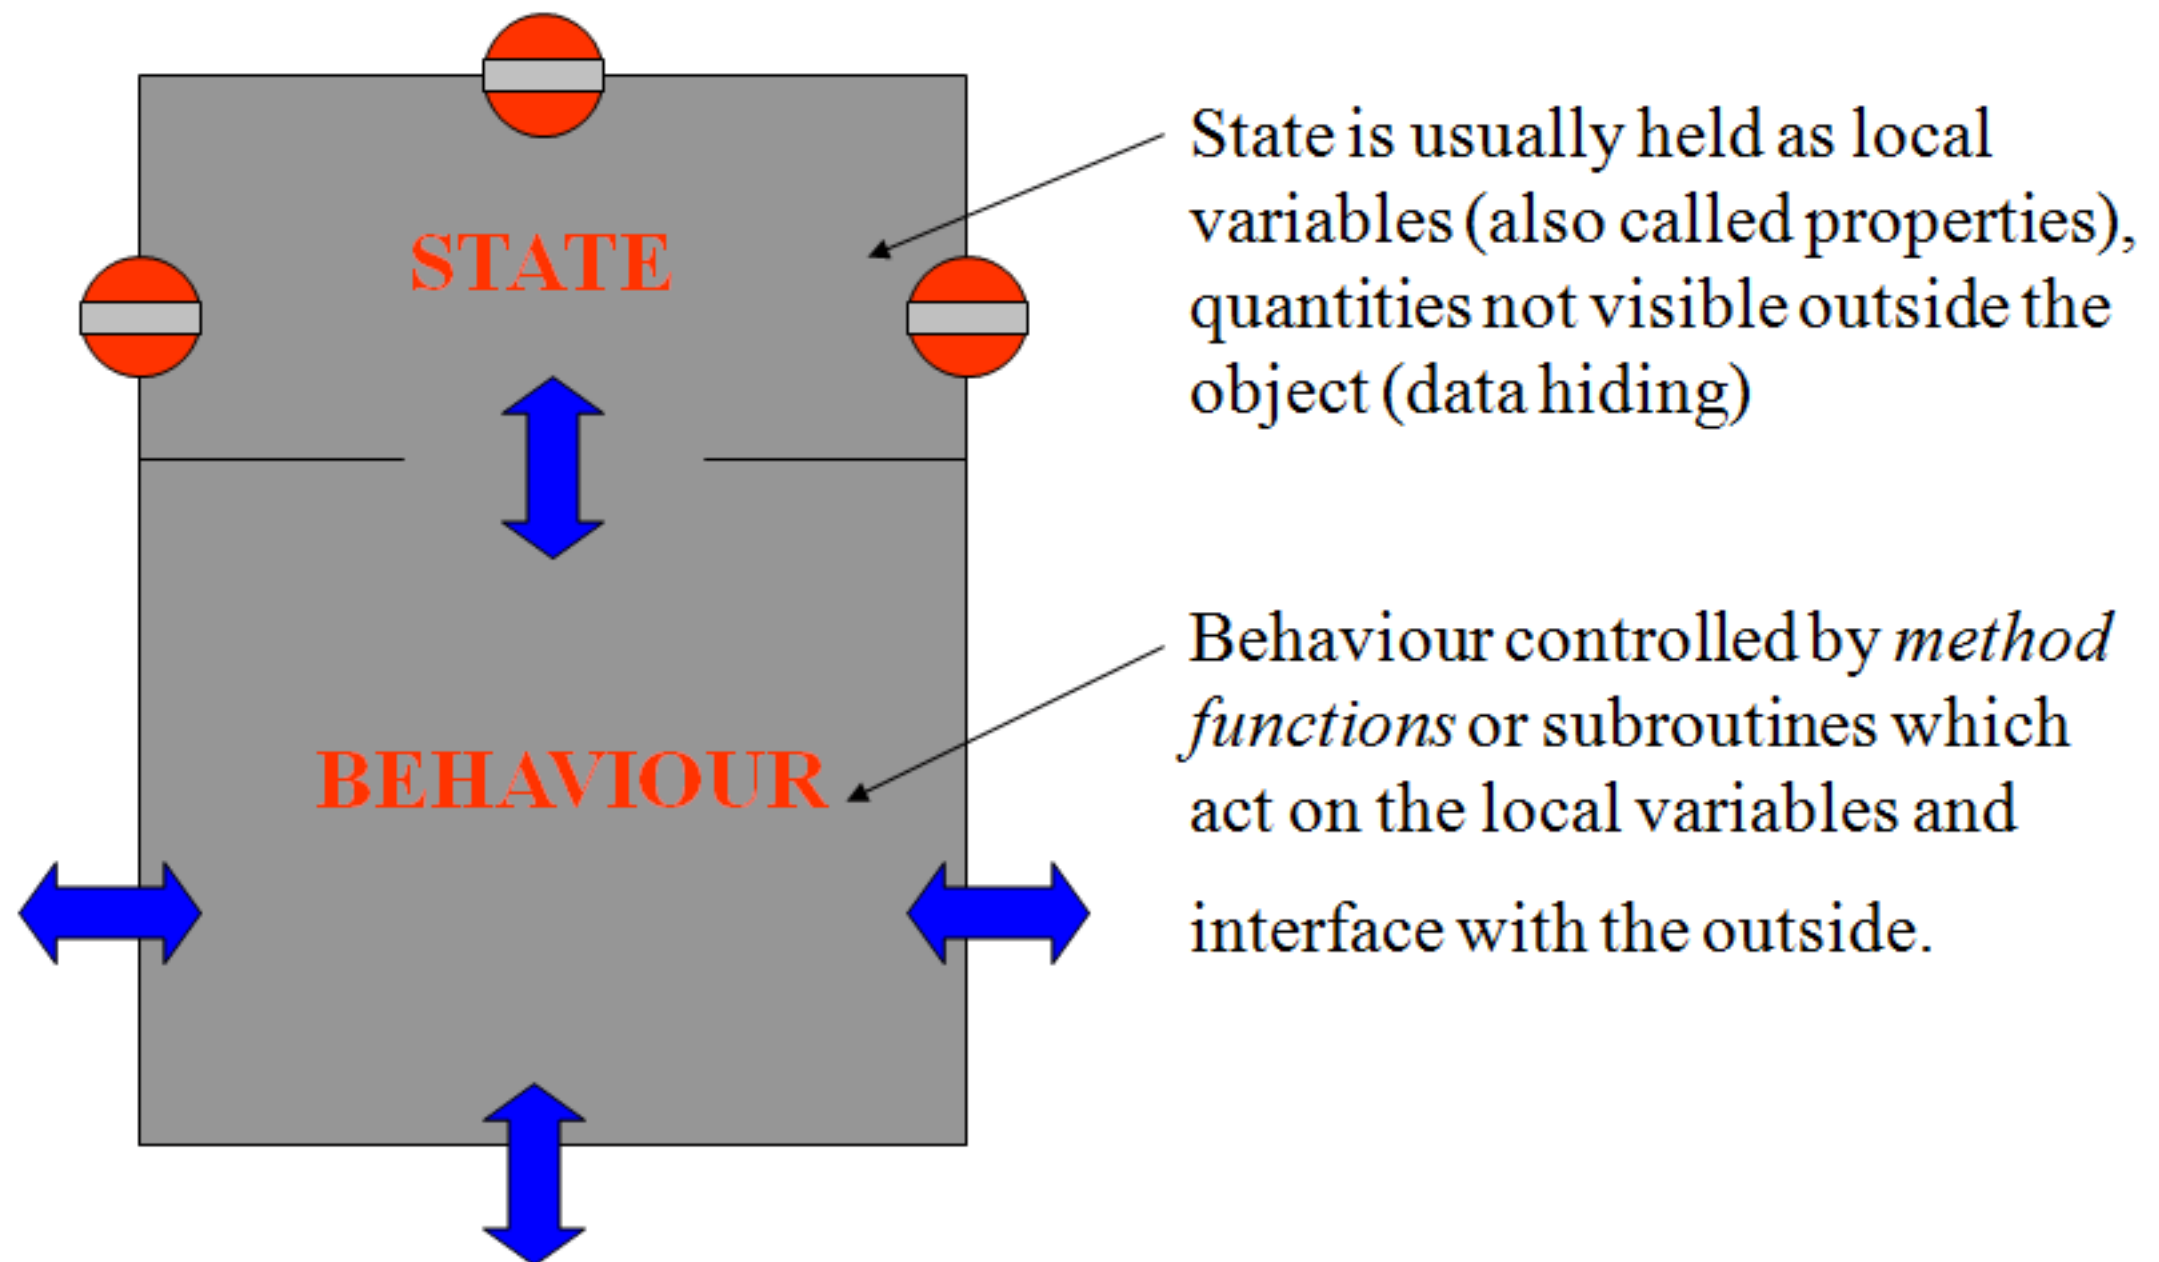 STATE
State is usually held as local
variables (also called properties),
quantities not visible outside the
object (data hiding)
BEHAVIOUR
Behaviour controlled by method
functions or subroutines which
act on the local variables and
interface with the outside.